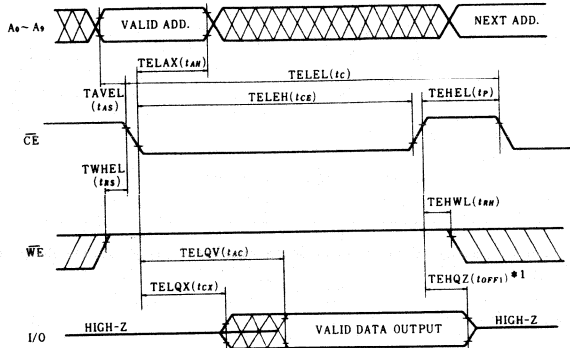 A₀~A₉ VALID ADD. NEXT ADD.
TELAX(tAH)
TAVEL
(tAS)
TELEL(tC)
TELEH(tCE)
TEHEL(tP)
CE
TWHEL
(tRS)
TEHWL(tRH)
WE
TELQV(tAC)
TELQX(tCX)
TEHQZ(tOFF1)*1
I/O HIGH-Z VALID DATA OUTPUT HIGH-Z